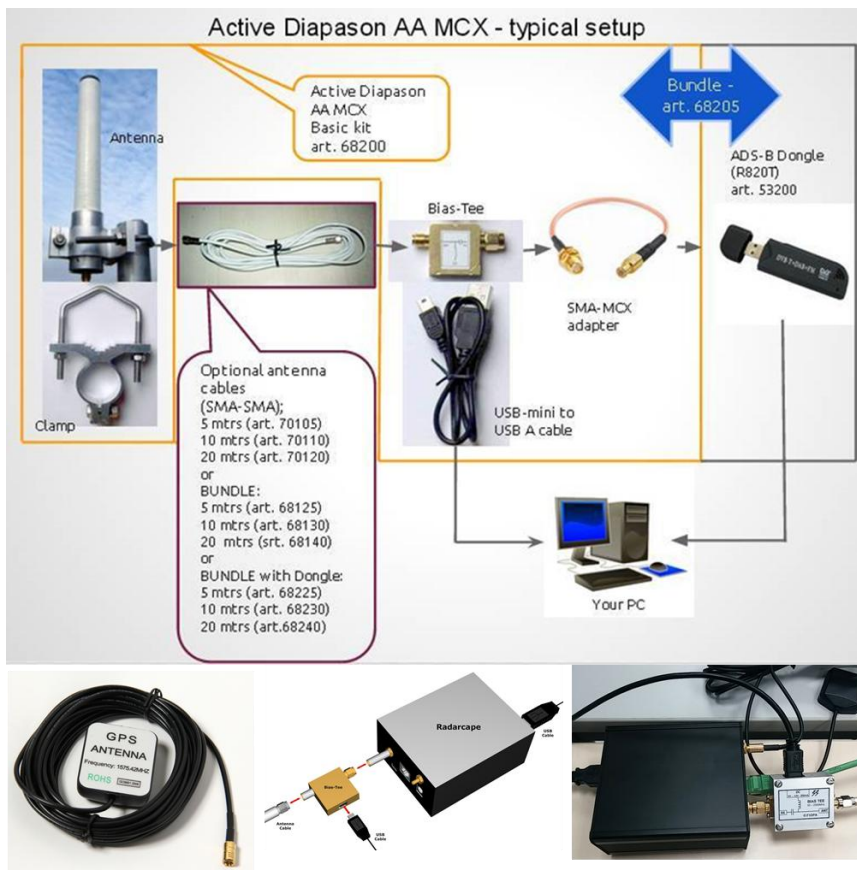 Active Diapason AA MCX - typical setup
Active Diapason
AA MCX
Basic kit
art. 68200
Bundle -
art. 68205
Antenna
ADS-B Dongle
(R820T)
art. 53200
Bias-Tee
DVB-T+DAB+FM
SMA-MCX
adapter
Clamp
USB-mini to
USB A cable
Optional antenna
cables
(SMA-SMA);
5 mtrs (art. 70105)
10 mtrs (art. 70110)
20 mtrs (art. 70120)
or
BUNDLE:
5 mtrs (art. 68125)
10 mtrs (art. 68130)
20 mtrs (srt. 68140)
or
BUNDLE with Dongle:
5 mtrs (art. 68225)
10 mtrs (art. 68230)
20 mtrs (art.68240)
Your PC
GPS
ANTENNA
Frequency: 1575.42MHZ
ROHS
Radarcape
USB
Cable
Bias-Tee
Antenna
Cable
USB
Cable
BIAS TEE